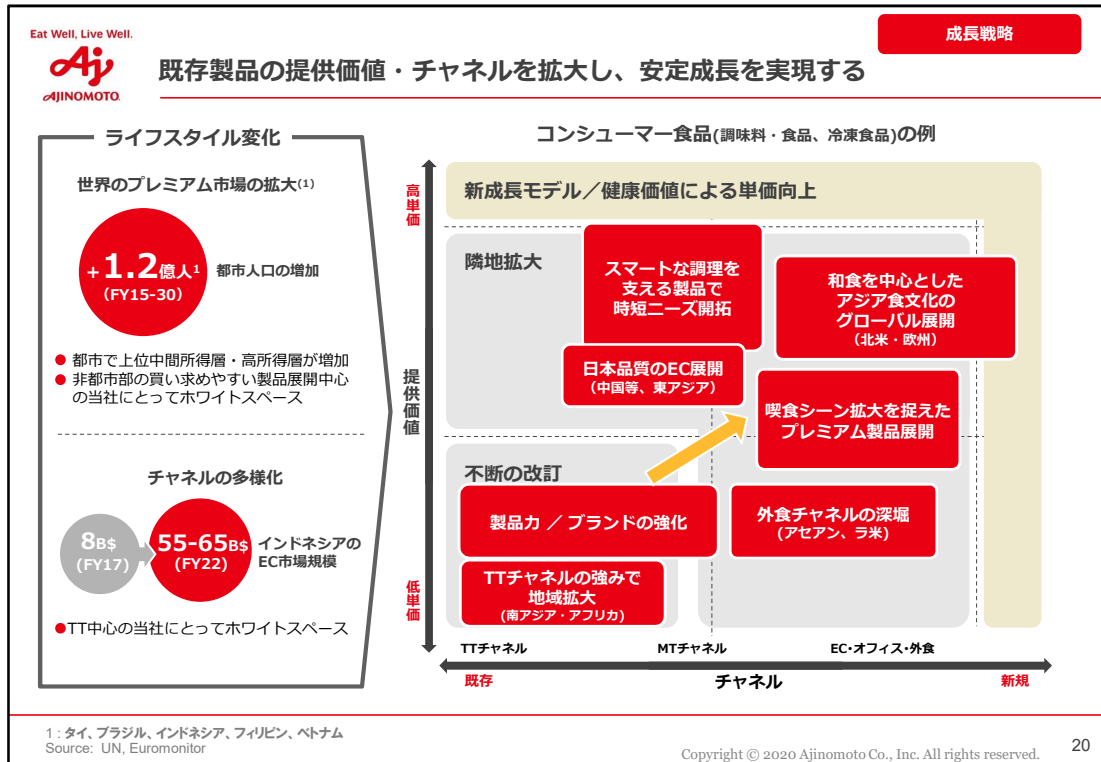 Eat Well, Live Well.
AJINOMOTO
成長戦略
既存製品の提供価値・チャネルを拡大し、安定成長を実現する
ライフスタイル変化
世界のプレミアム市場の拡大(1)
+1.2億人1
(FY15-30)
都市人口の増加
● 都市で上位中間所得層・高所得層が増加
● 非都市部の買い求めやすい製品展開中心
の当社にとってホワイトスペース
チャネルの多様化
8B$
(FY17)
55-65B$
(FY22)
インドネシアの
EC市場規模
●TT中心の当社にとってホワイトスペース
コンシューマー食品(調味料・食品、冷凍食品)の例
高単価
提供価値
低単価
新成長モデル/健康価値による単価向上
隣地拡大
スマートな調理を
支える製品で
時短ニーズ開拓
和食を中心とした
アジア食文化の
グローバル展開
(北米・欧州)
日本品質のEC展開
(中国等、東アジア)
喫食シーン拡大を捉えた
プレミアム製品展開
不断の改訂
製品力 / ブランドの強化
外食チャネルの深堀
(アセアン、ラ米)
TTチャネルの強みで
地域拡大
(南アジア・アフリカ)
TTチャネル
MTチャネル
EC・オフィス・外食
既存
チャネル
新規
1 : タイ、ブラジル、インドネシア、フィリピン、ベトナム
Source: UN, Euromonitor
Copyright © 2020 Ajinomoto Co., Inc. All rights reserved.
20